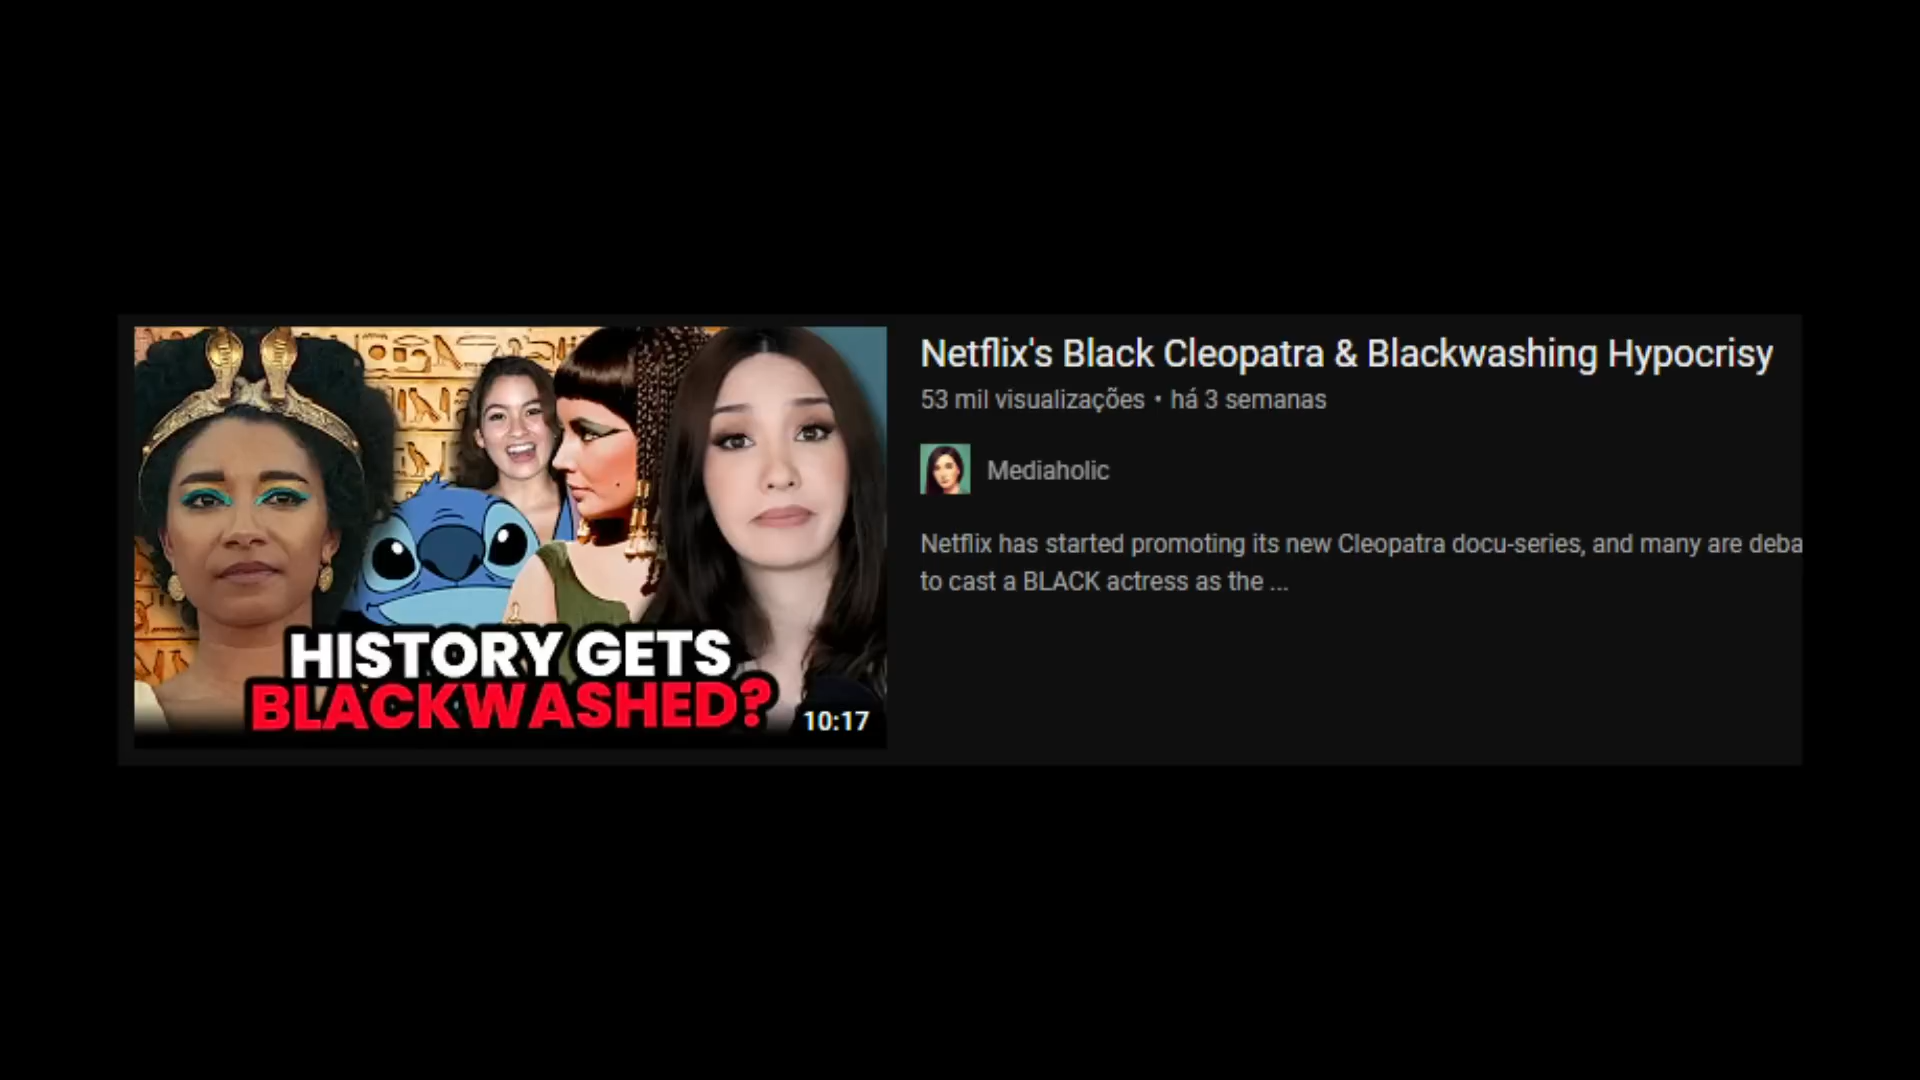 HISTORY GETS
BLACKWASHED?
10:17
Netflix's Black Cleopatra & Blackwashing Hypocrisy
53 mil visualizações • há 3 semanas
Mediaholic
Netflix has started promoting its new Cleopatra docu-series, and many are deba
to cast a BLACK actress as the ...